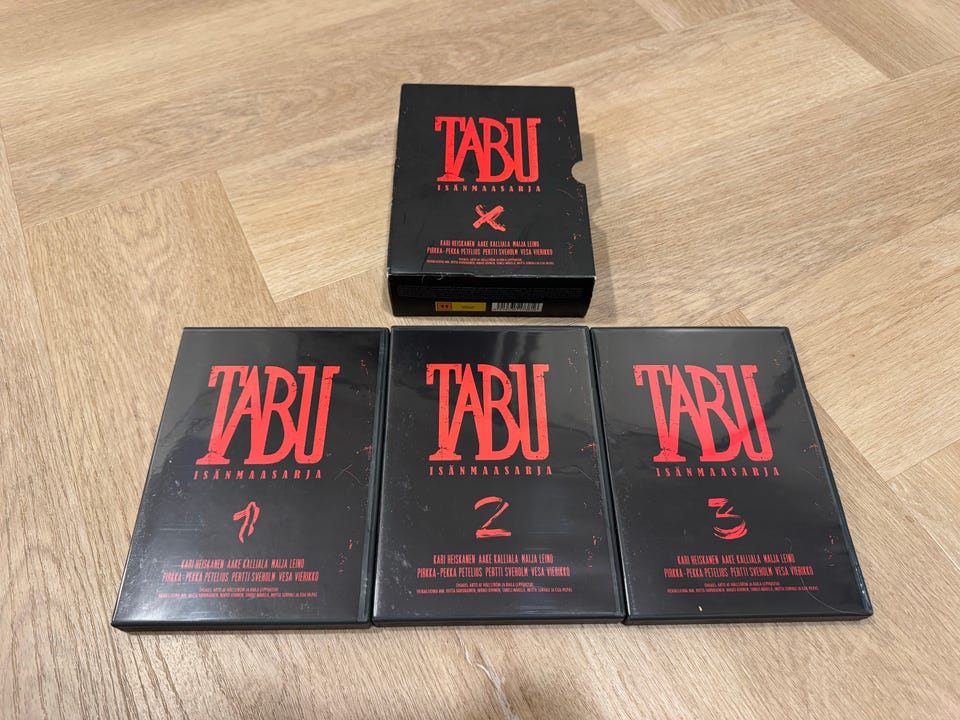 TABU
ISÄNMAASARJA
X
KARI HEISKANEN AAKE KALLIALA MAIJA LEINO
PIRKKA-PEKKA PETELIUS PERTTI SVEHOLM VESA VIERIKKO
TABU
ISÄNMAASARJA
1
KARI HEISKANEN AAKE KALLIALA MAIJA LEINO
PIRKKA-PEKKA PETELIUS PERTTI SVEHOLM VESA VIERIKKO
TABU
ISÄNMAASARJA
2
KARI HEISKANEN AAKE KALLIALA MAIJA LEINO
PIRKKA-PEKKA PETELIUS PERTTI SVEHOLM VESA VIERIKKO
TABU
ISÄNMAASARJA
3
KARI HEISKANEN AAKE KALLIALA MAIJA LEINO
PIRKKA-PEKKA PETELIUS PERTTI SVEHOLM VESA VIERIKKO